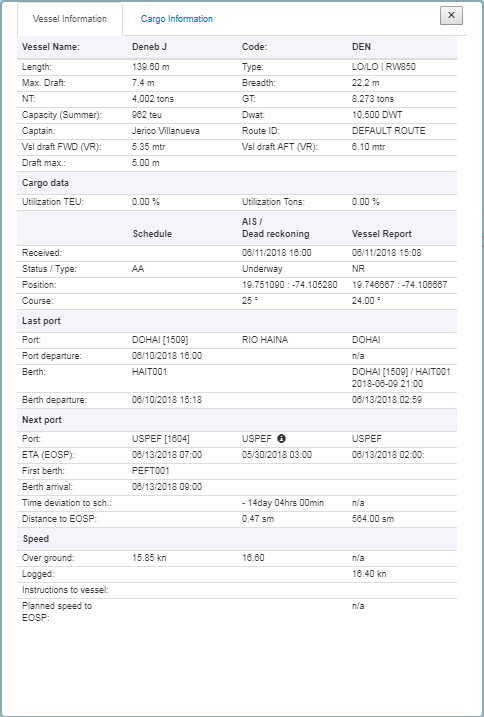 Vessel Information Cargo Information ×
Vessel Name: Deneb J Code: DEN
Length: 139.60 m Type: LO/LO | RW850
Max. Draft: 7.4 m Breadth: 22.2 m
NT: 4,002 tons GT: 8,273 tons
Capacity (Summer): 962 teu Dwat: 10,500 DWT
Captain: Jerico Villanueva Route ID: DEFAULT ROUTE
Vsl draft FWD (VR): 5.35 mtr Vsl draft AFT (VR): 6.10 mtr
Draft max.: 5.00 m
Cargo data
Utilization TEU: 0.00 % Utilization Tons: 0.00 %
AIS /
Schedule Dead reckoning Vessel Report
Received: 06/11/2018 16:00 06/11/2018 15:08
Status / Type: AA Underway NR
Position: 19.751090 : -74.105280 19.746667 : -74.106667
Course: 25 ° 24.00 °
Last port
Port: DOHAI [1509] RIO HAINA DOHAI
Port departure: 06/10/2018 16:00 n/a
Berth: HAIT001 DOHAI [1509] / HAIT001
2018-06-09 21:00
Berth departure: 06/10/2018 15:18 06/13/2018 02:59
Next port
Port: USPEF [1604] USPEF USPEF
ETA (EOSP): 06/13/2018 07:00 05/30/2018 03:00 06/13/2018 02:00:
First berth: PEFT001
Berth arrival: 06/13/2018 09:00
Time deviation to sch.: - 14day 04hrs 00min n/a
Distance to EOSP: 0.47 sm 564.00 sm
Speed
Over ground: 15.85 kn 16.60 n/a
Logged: 16.40 kn
Instructions to vessel:
Planned speed to n/a
EOSP: